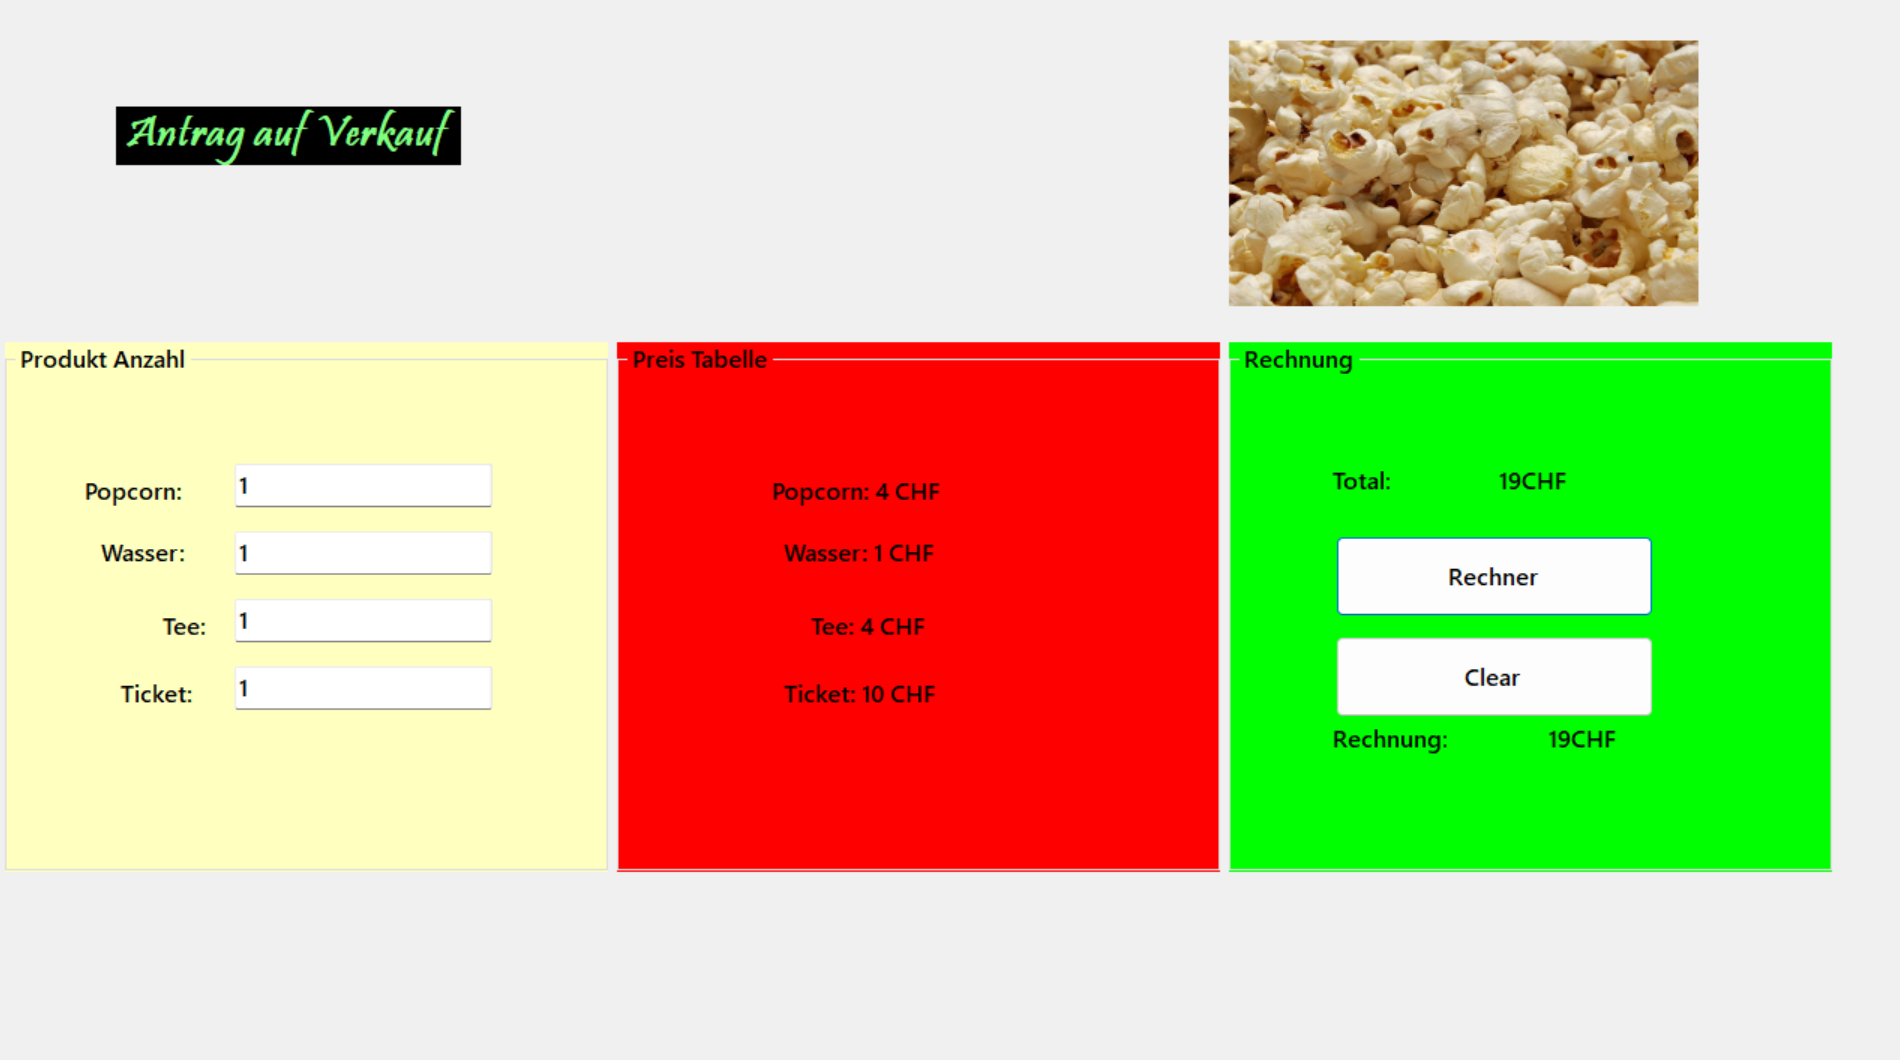 Antrag auf Verkauf
Produkt Anzahl
Popcorn: 1
Wasser: 1
Tee: 1
Ticket: 1
Preis Tabelle
Popcorn: 4 CHF
Wasser: 1 CHF
Tee: 4 CHF
Ticket: 10 CHF
Rechnung
Total: 19CHF
Rechner
Clear
Rechnung: 19CHF